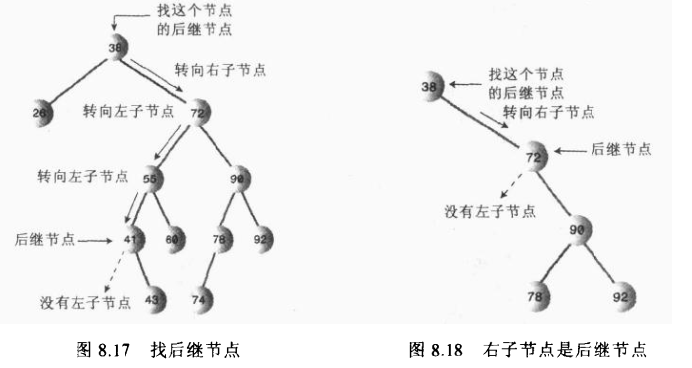 找这个节点
的后继节点
38
转向右子节点
26
转向左子节点
72
转向左子节点
55
90
后继节点
41
60
78
92
没有左子节点
43
74
图 8.17 找后继节点
38
找这个节点
的后继节点
转向右子节点
72
后继节点
没有左子节点
90
78
92
图 8.18 右子节点是后继节点